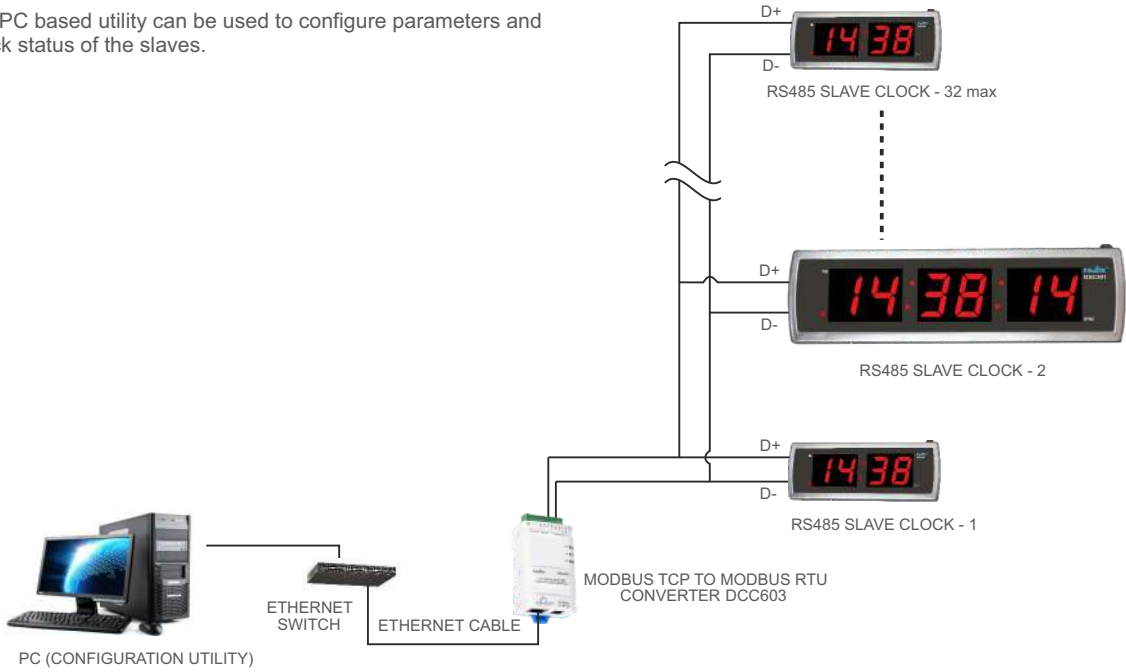 PC based utility can be used to configure parameters and
ck status of the slaves.
D+
14 38
D-
RS485 SLAVE CLOCK - 32 max
D+
14:38:14
D-
RS485 SLAVE CLOCK - 2
D+
14 38
D-
RS485 SLAVE CLOCK - 1
MODBUS TCP TO MODBUS RTU
CONVERTER DCC603
ETHERNET
SWITCH
ETHERNET CABLE
PC (CONFIGURATION UTILITY)